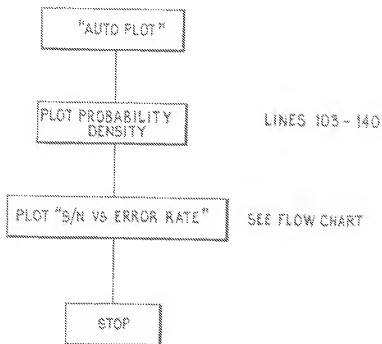 "AUTO PLOT"
PLOT PROBABILITY
DENSITY
LINES 103 - 140
PLOT "S/N VS ERROR RATE"
SEE FLOW CHART
STOP